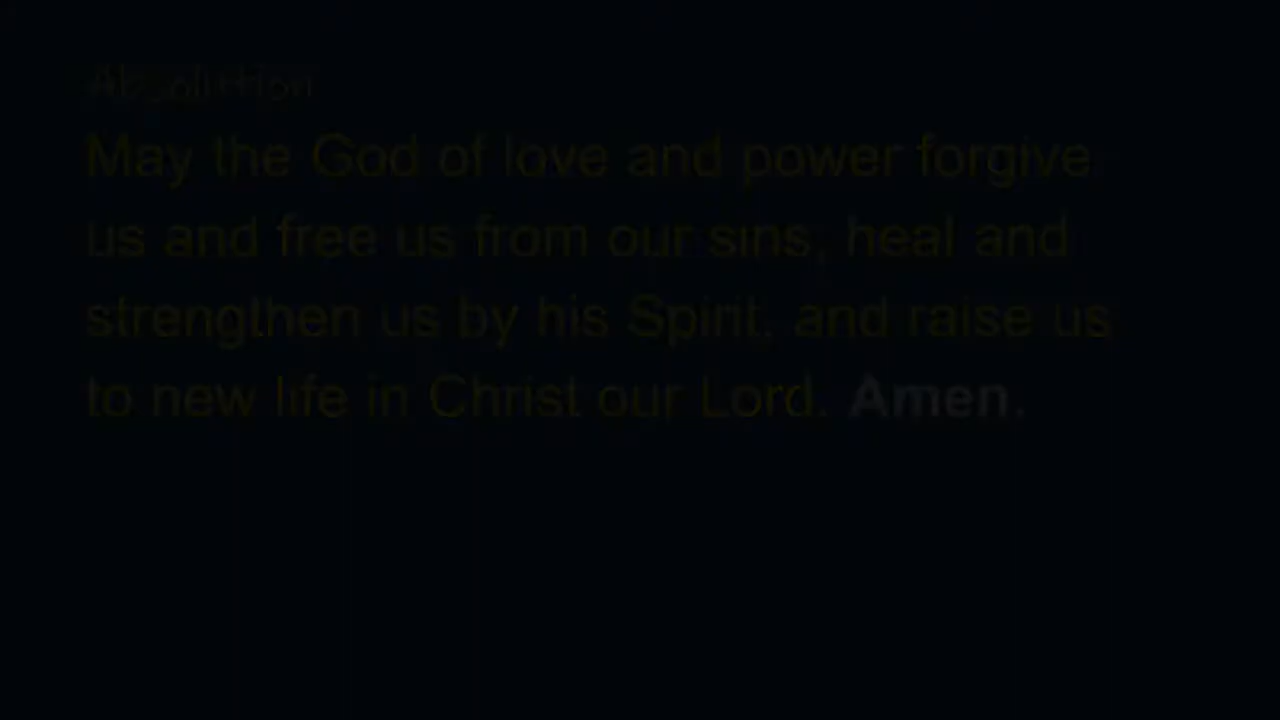 Absolution
May the God of love and power forgive
us and free us from our sins, heal and
strengthen us by his Spirit, and raise us
to new life in Christ our Lord. Amen.